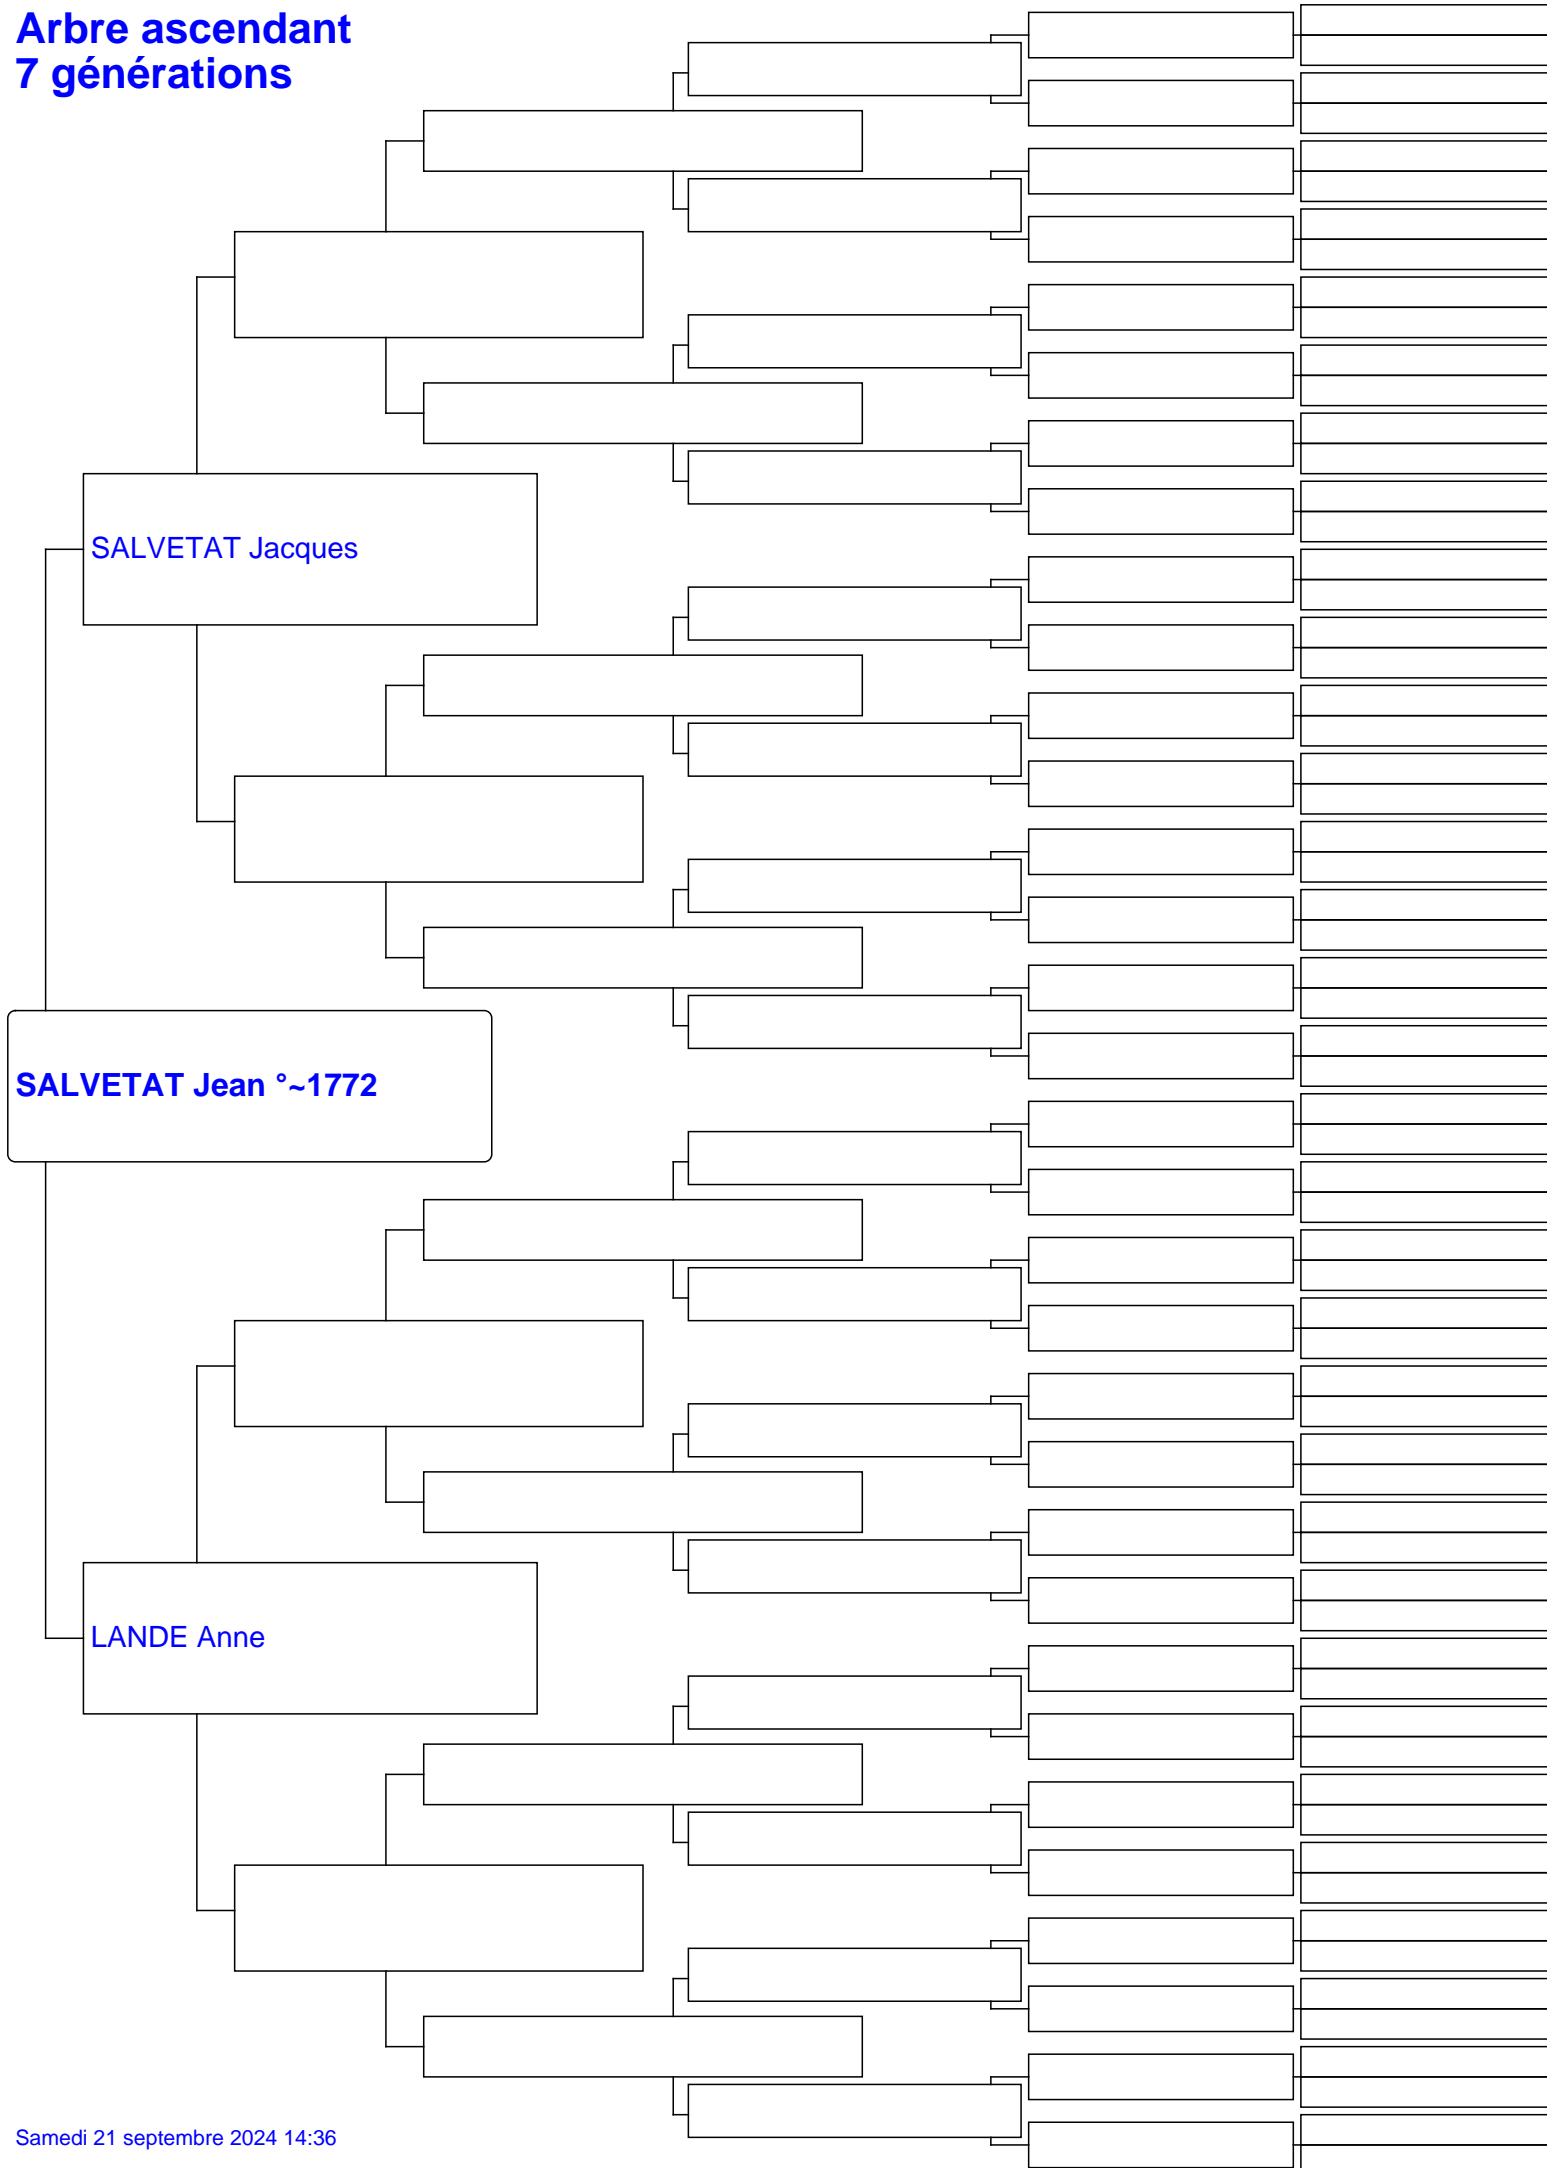 Arbre ascendant
7 générations
SALVETAT Jacques
SALVETAT Jean °~1772
LANDE Anne
Samedi 21 septembre 2024 14:36